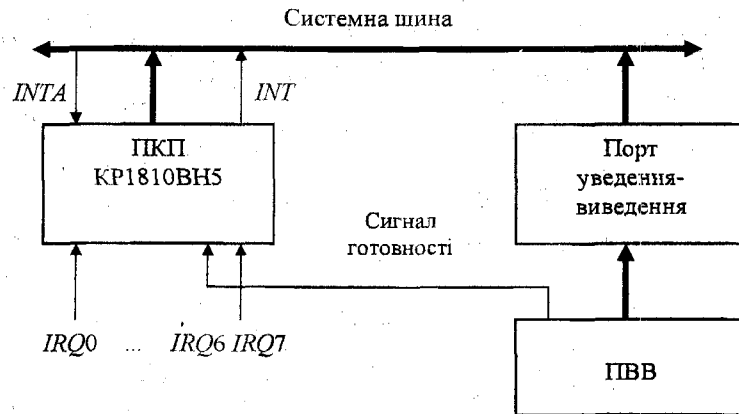 Системна шина
INTA
INT
ПКП
КР1810ВН5
Порт
уведення-
виведення
Сигнал
готовності
IRQ0 ... IRQ6 IRQ7
ПВВ